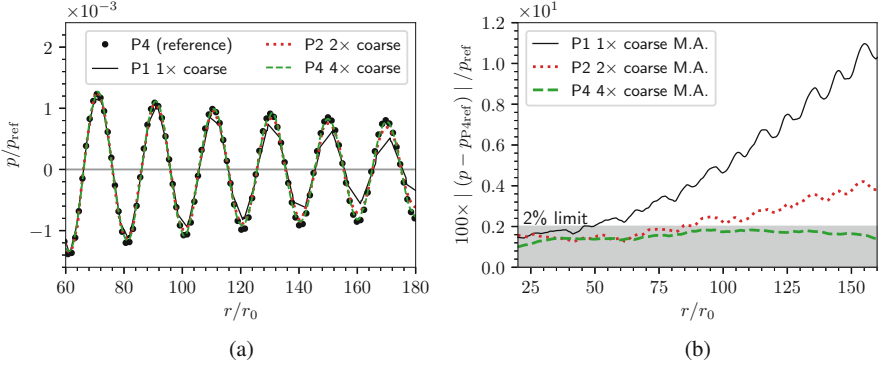 ×10⁻³
P4 (reference)
P1 1× coarse
P2 2× coarse
P4 4× coarse
1
0
−1
p/p_ref
60 80 100 120 140 160 180
r/r₀
(a)
×10¹
P1 1× coarse M.A.
P2 2× coarse M.A.
P4 4× coarse M.A.
1.2
1.0
0.8
0.6
0.4
0.2
0.0
2% limit
100× || (p − p_P4ref) | /p_ref
25 50 75 100 125 150
r/r₀
(b)